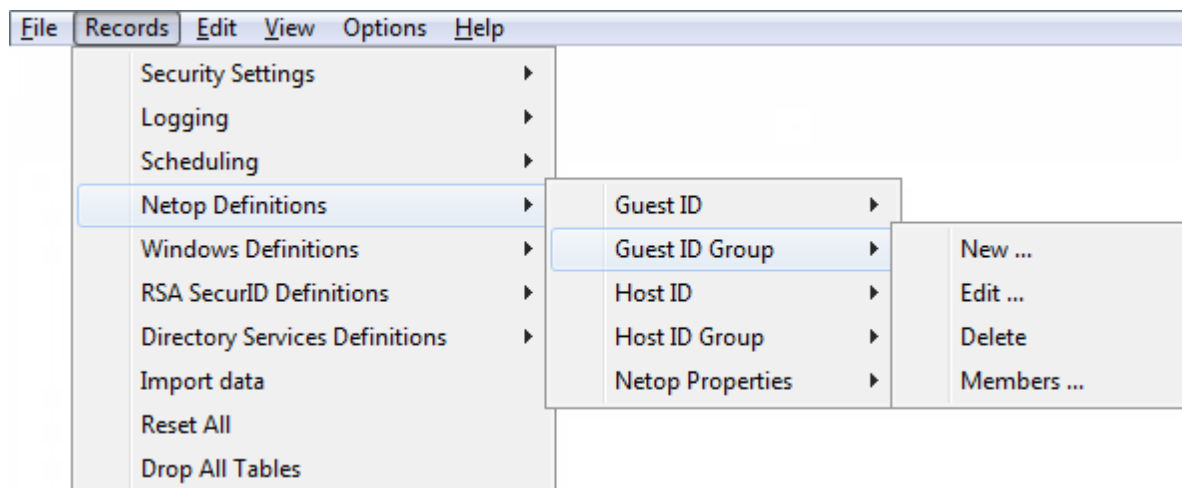 File Records Edit View Options Help
Security Settings
Logging
Scheduling
Netop Definitions
Windows Definitions
RSA SecurID Definitions
Directory Services Definitions
Import data
Reset All
Drop All Tables
Guest ID
Guest ID Group
Host ID
Host ID Group
Netop Properties
New ...
Edit ...
Delete
Members ...